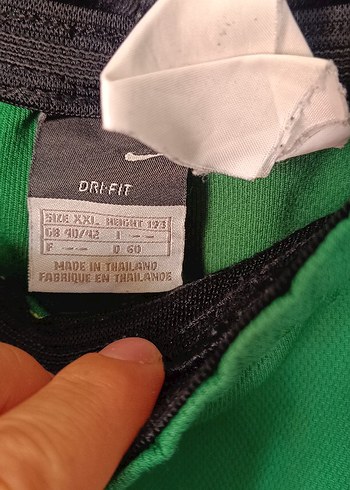 DRI-FIT
SIZE XXL HEIGHT 193
GB 40/42 I - - -
F - - D 60
MADE IN THAILAND
FABRIQUE EN THAILANDE